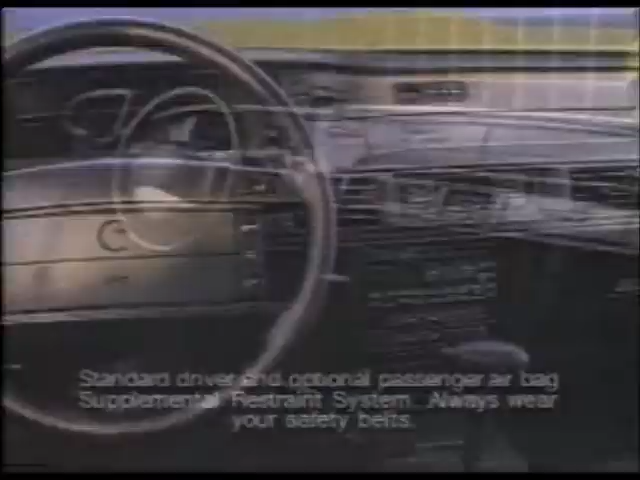 Standard driver and optional passenger air bag
Supplemental Restraint System. Always wear
your safety belts.